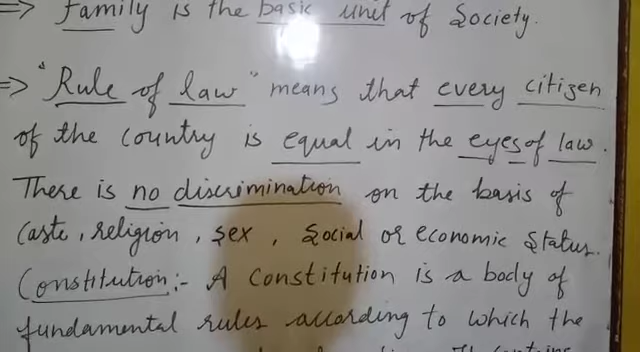 => Family is the basic unit of Society.
=> "Rule of law" means that every citizen
of the country is equal in the eyes of law.
There is no discrimination on the basis of
Caste, religion, sex, Social or economic Status.
Constitution:- A Constitution is a body of
fundamental rules according to which the